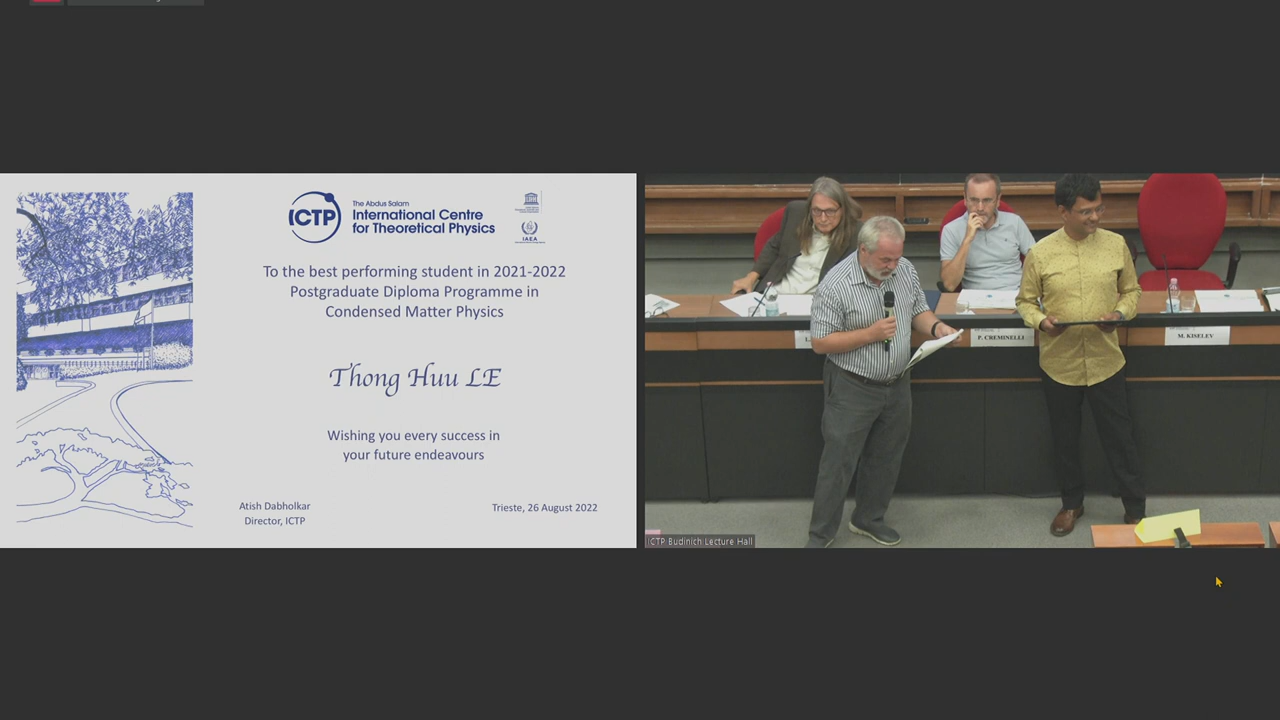 ICTP
The Abdus Salam
International Centre
for Theoretical Physics
IAEA
To the best performing student in 2021-2022
Postgraduate Diploma Programme in
Condensed Matter Physics
Thong Huu LE
Wishing you every success in
your future endeavours
Atish Dabholkar
Director, ICTP
Trieste, 26 August 2022
P. CREMINELLI
M. KISELEV
ICTP Budinich Lecture Hall